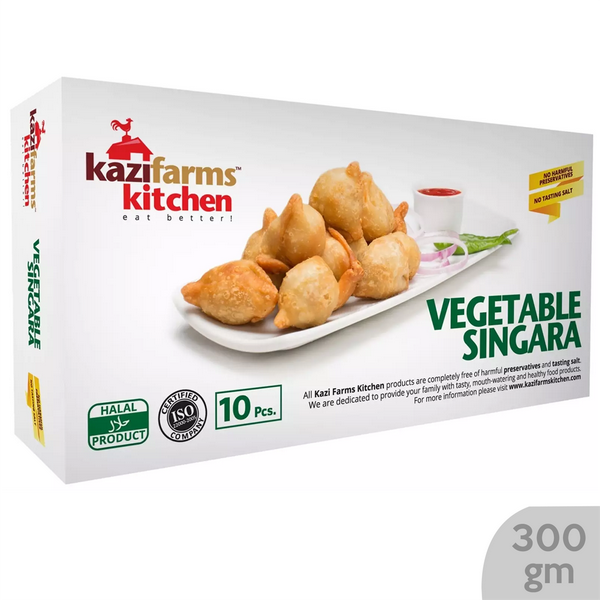 kazifarms™
kitchen
eat better!
NO HARMFUL
PRESERVATIVES
NO TASTING SALT
VEGETABLE
SINGARA
All Kazi Farms Kitchen products are completely free of harmful preservatives and tasting salt.
We are dedicated to provide your family with tasty, mouth-watering and healthy food products.
For more information please visit www.kazifarmskitchen.com
HALAL
حلال
PRODUCT
CERTIFIED
ISO
COMPANY
10 Pcs.
kazifarms
kitchen
VEGETABLE
SINGARA
300
gm